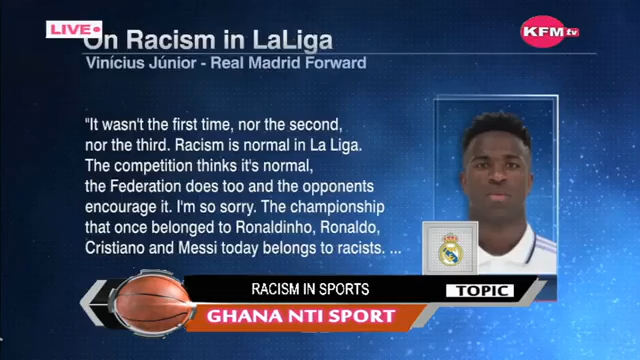 LIVE
KFM tv
On Racism in LaLiga
Vinícius Júnior - Real Madrid Forward
"It wasn't the first time, nor the second,
nor the third. Racism is normal in La Liga.
The competition thinks it's normal,
the Federation does too and the opponents
encourage it. I'm so sorry. The championship
that once belonged to Ronaldinho, Ronaldo,
Cristiano and Messi today belongs to racists. ...
RACISM IN SPORTS
TOPIC
GHANA NTI SPORT